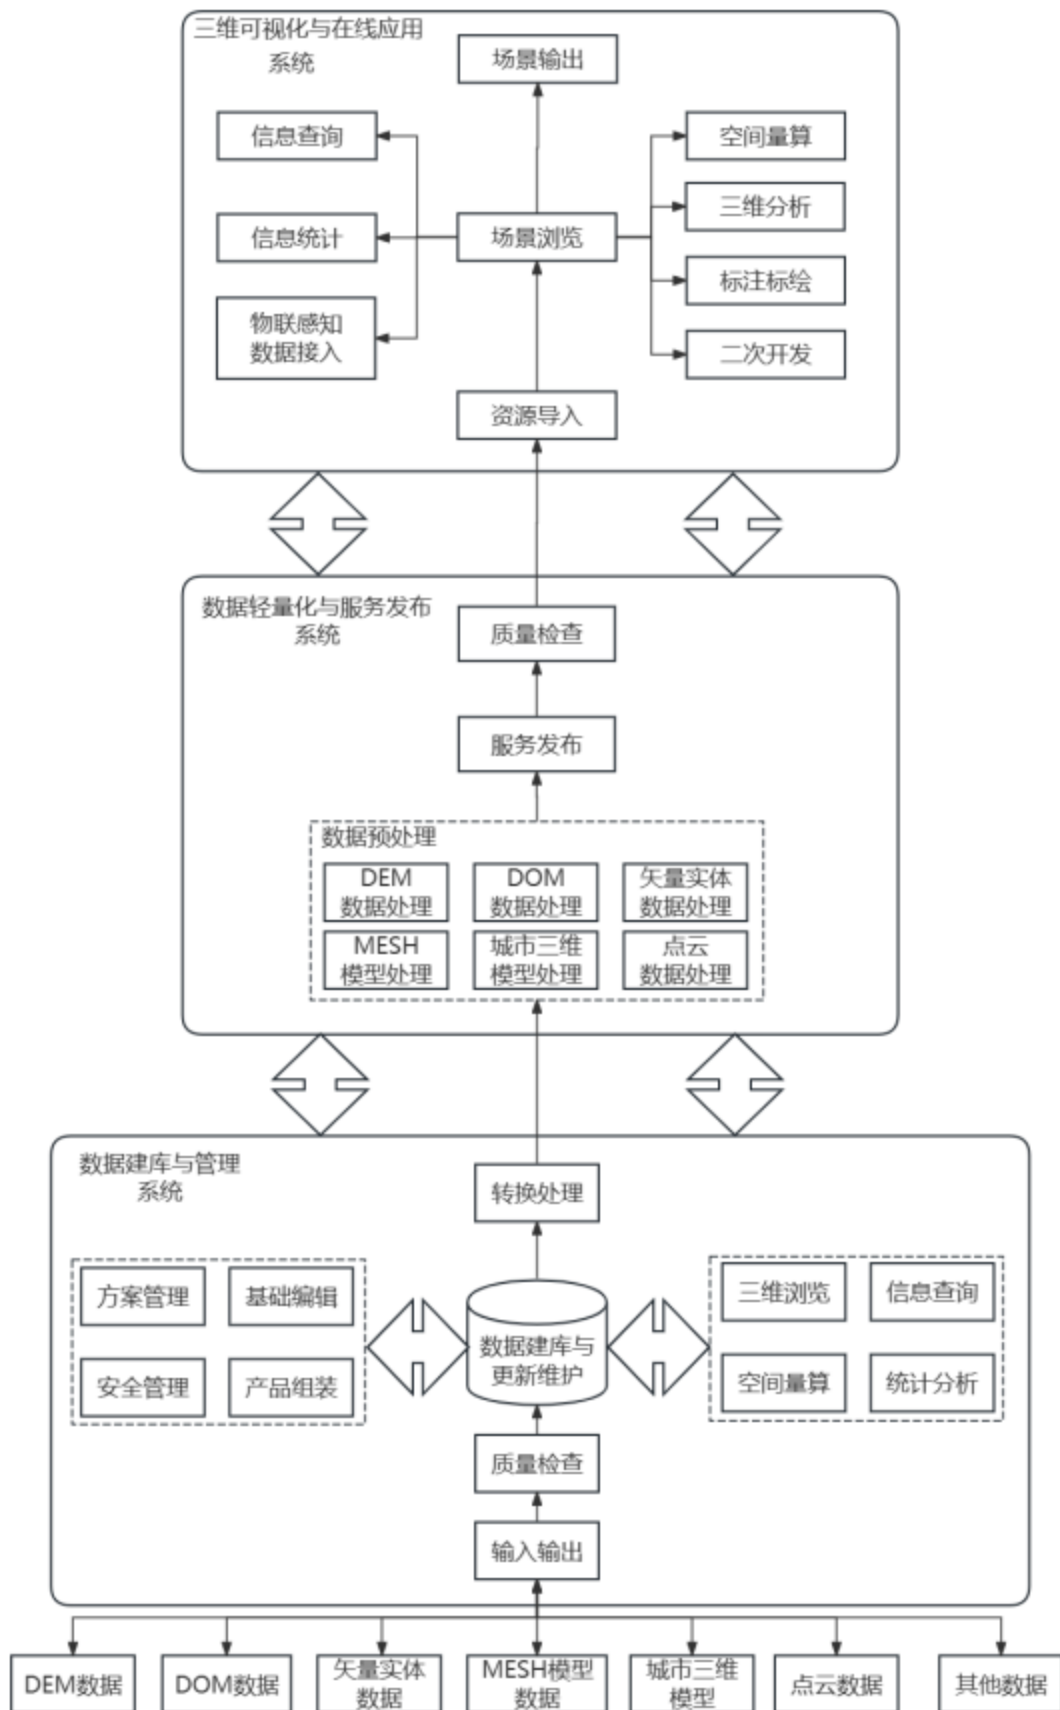 三维可视化与在线应用
系统
场景输出
信息查询
空间量算
三维分析
信息统计
场景浏览
标注标绘
物联感知
数据接入
二次开发
资源导入
数据轻量化与服务发布
系统
质量检查
服务发布
数据预处理
DEM
数据处理
DOM
数据处理
矢量实体
数据处理
MESH
模型处理
城市三维
模型处理
点云
数据处理
数据建库与管理
系统
转换处理
方案管理
基础编辑
安全管理
产品组装
数据建库与
更新维护
三维浏览
信息查询
空间量算
统计分析
质量检查
输入输出
DEM数据
DOM数据
矢量实体
数据
MESH模型
数据
城市三维
模型
点云数据
其他数据